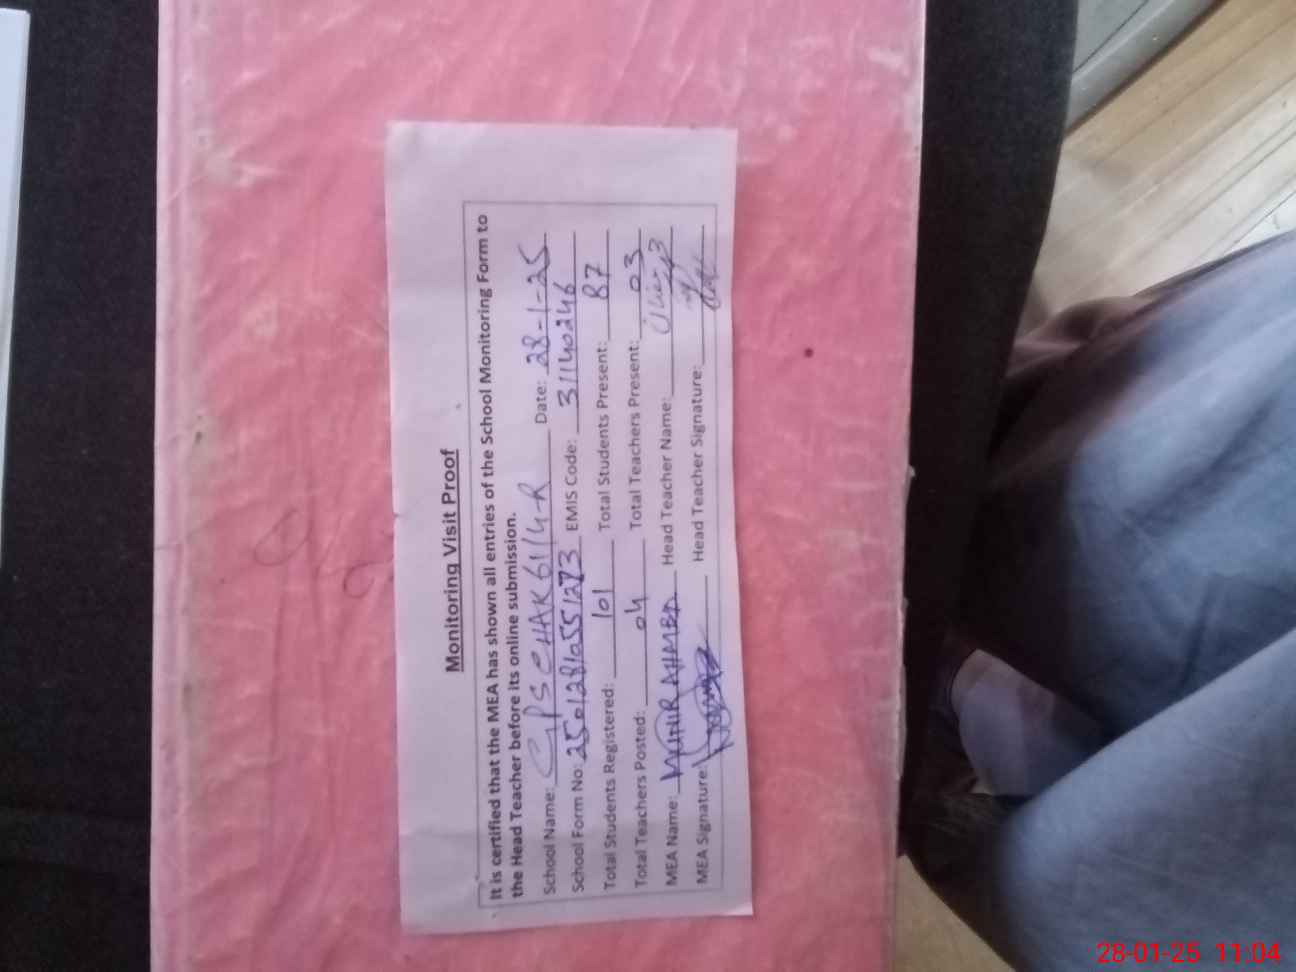 Monitoring Visit Proof
It is certified that the MEA has shown all entries of the School Monitoring Form to
the Head Teacher before its online submission.
School Name: GPS CHAK 61/4-R Date: 28-1-25
School Form No: 25012810551273 EMIS Code: 31140246
Total Students Registered: 101 Total Students Present: 87
Total Teachers Posted: 04 Total Teachers Present: 03
MEA Name: AHMED Head Teacher Name:
MEA Signature: Head Teacher Signature:
28-01-25 11:04